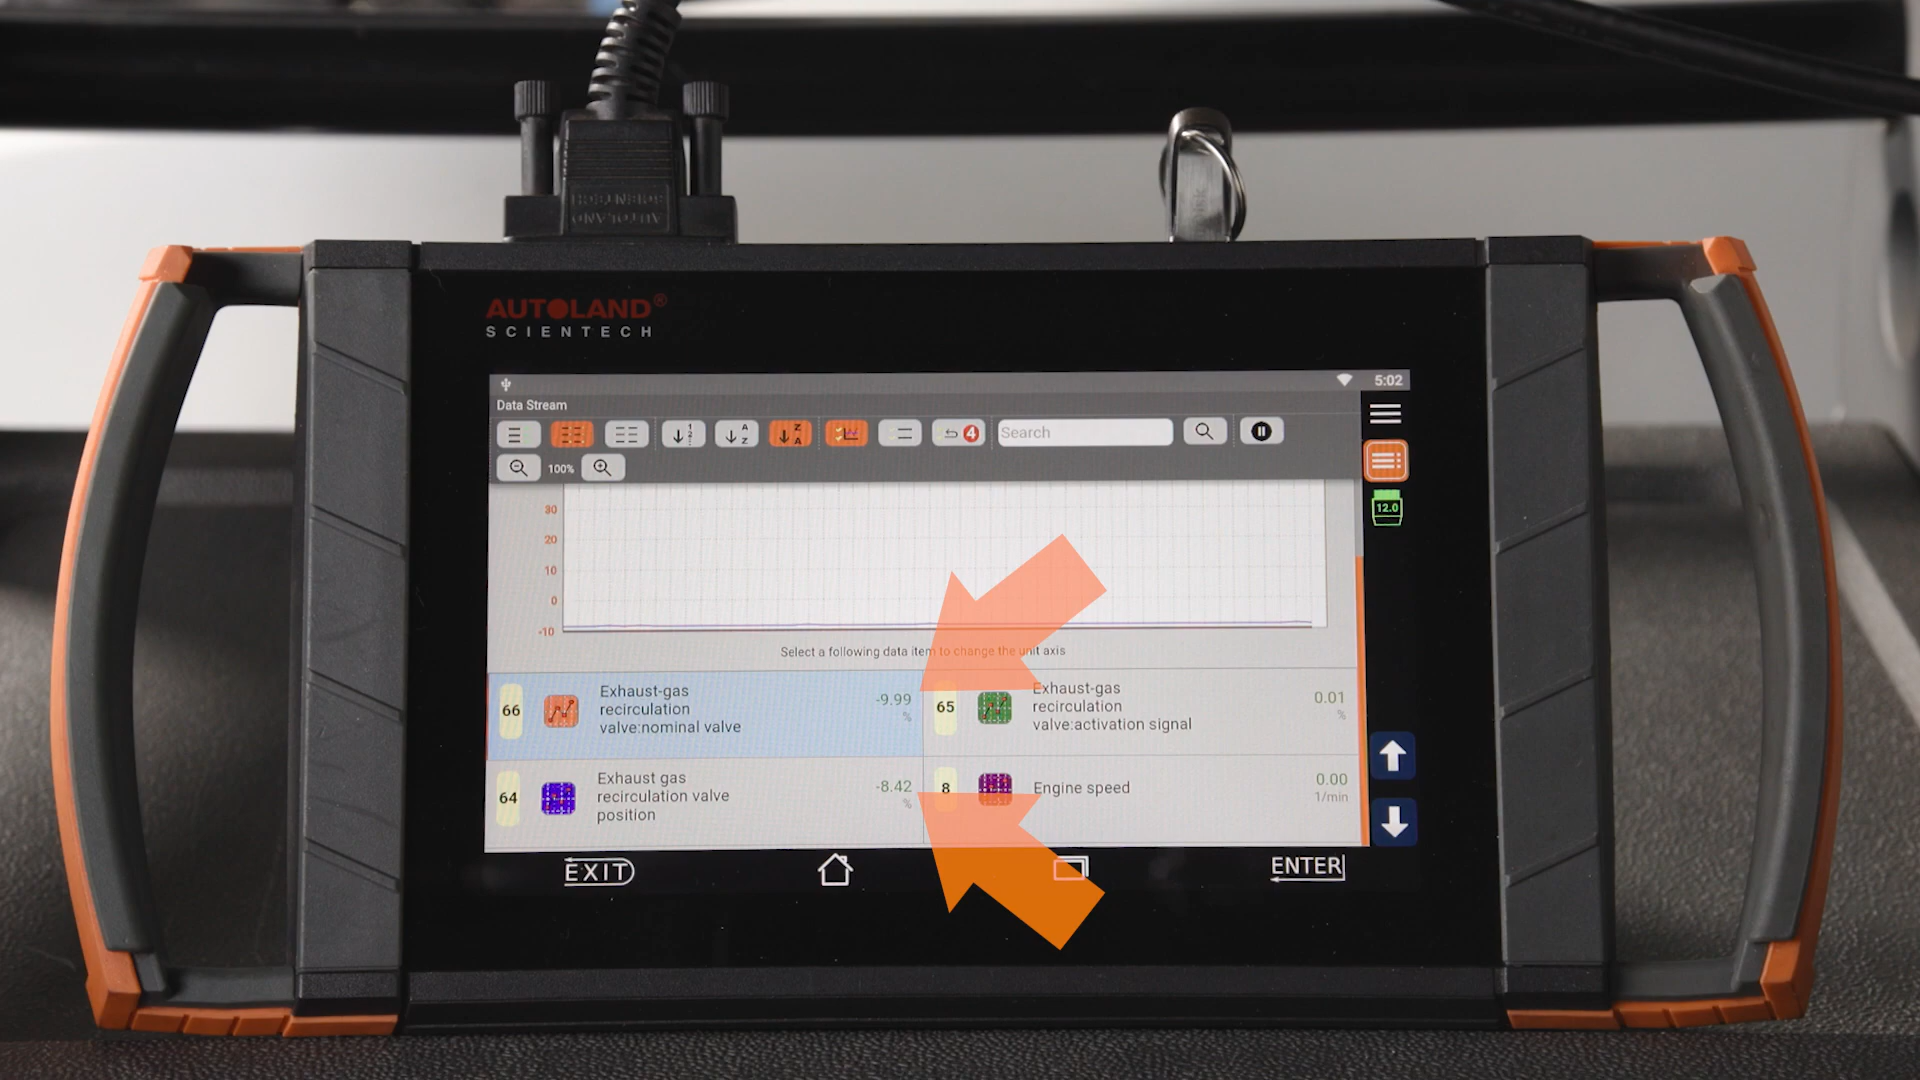 AUTOLAND
SCIENTECH
AUTOLAND®
SCIENTECH
5:02
Data Stream
4
Search
100%
12.0
30
20
10
0
-10
Select a following data item to change the unit axis
66
Exhaust-gas
recirculation
valve:nominal valve
-9.99
%
65
Exhaust-gas
recirculation
valve:activation signal
0.01
%
64
Exhaust gas
recirculation valve
position
-8.42
%
8
Engine speed
0.00
1/min
EXIT
ENTER